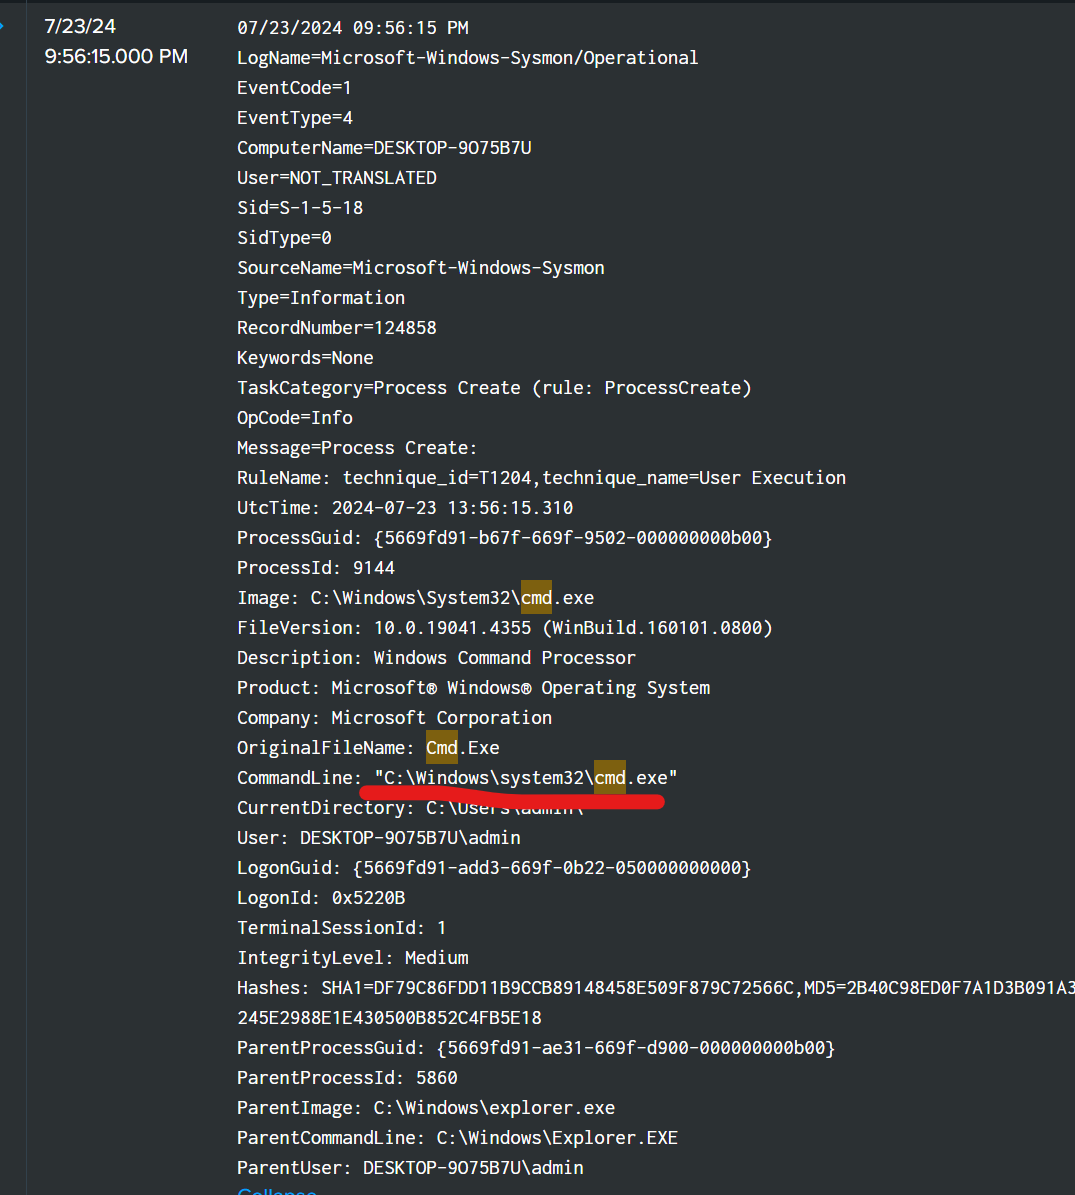 7/23/24
9:56:15.000 PM
07/23/2024 09:56:15 PM
LogName=Microsoft-Windows-Sysmon/Operational
EventCode=1
EventType=4
ComputerName=DESKTOP-9O75B7U
User=NOT_TRANSLATED
Sid=S-1-5-18
SidType=0
SourceName=Microsoft-Windows-Sysmon
Type=Information
RecordNumber=124858
Keywords=None
TaskCategory=Process Create (rule: ProcessCreate)
OpCode=Info
Message=Process Create:
RuleName: technique_id=T1204,technique_name=User Execution
UtcTime: 2024-07-23 13:56:15.310
ProcessGuid: {5669fd91-b67f-669f-9502-000000000b00}
ProcessId: 9144
Image: C:\Windows\System32\cmd.exe
FileVersion: 10.0.19041.4355 (WinBuild.160101.0800)
Description: Windows Command Processor
Product: Microsoft® Windows® Operating System
Company: Microsoft Corporation
OriginalFileName: Cmd.Exe
CommandLine: "C:\Windows\system32\cmd.exe"
CurrentDirectory: C:\Users\admin\
User: DESKTOP-9O75B7U\admin
LogonGuid: {5669fd91-add3-669f-0b22-050000000000}
LogonId: 0x5220B
TerminalSessionId: 1
IntegrityLevel: Medium
Hashes: SHA1=DF79C86FDD11B9CCB89148458E509F879C72566C,MD5=2B40C98ED0F7A1D3B091A3
245E2988E1E430500B852C4FB5E18
ParentProcessGuid: {5669fd91-ae31-669f-d900-000000000b00}
ParentProcessId: 5860
ParentImage: C:\Windows\explorer.exe
ParentCommandLine: C:\Windows\Explorer.EXE
ParentUser: DESKTOP-9O75B7U\admin
Collapse